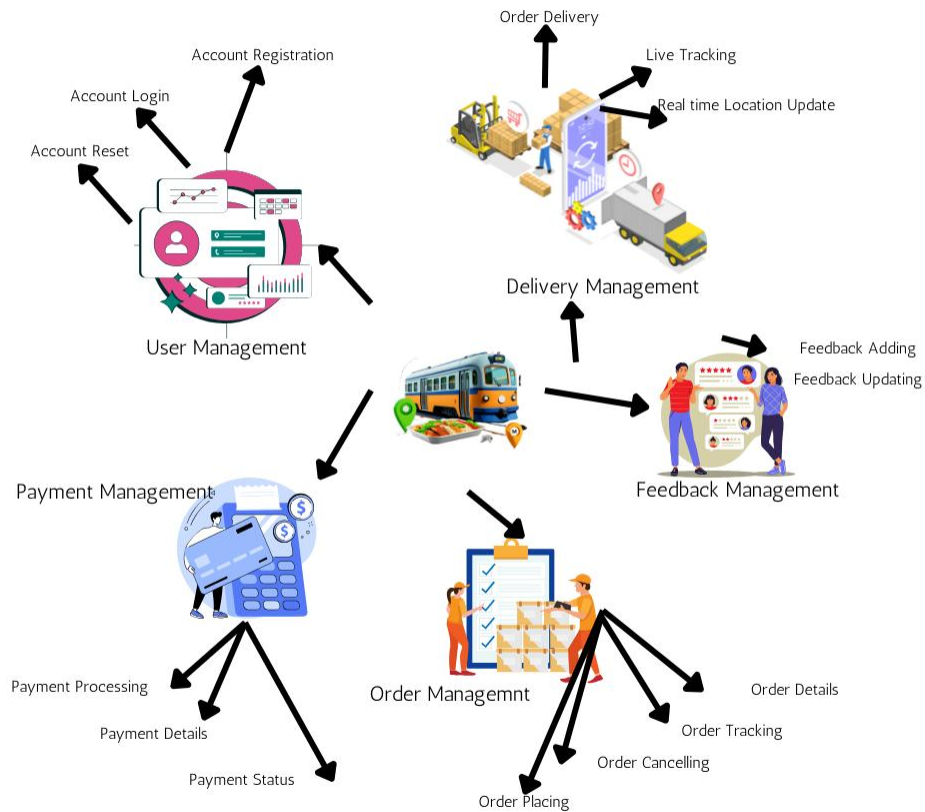 Order Delivery
Account Registration
Live Tracking
Account Login
Real time Location Update
Account Reset
Delivery Management
User Management
Feedback Adding
Feedback Updating
Payment Management
Feedback Management
$
$
Order Managemnt
Payment Processing
Order Details
Payment Details
Order Tracking
Order Cancelling
Payment Status
Order Placing